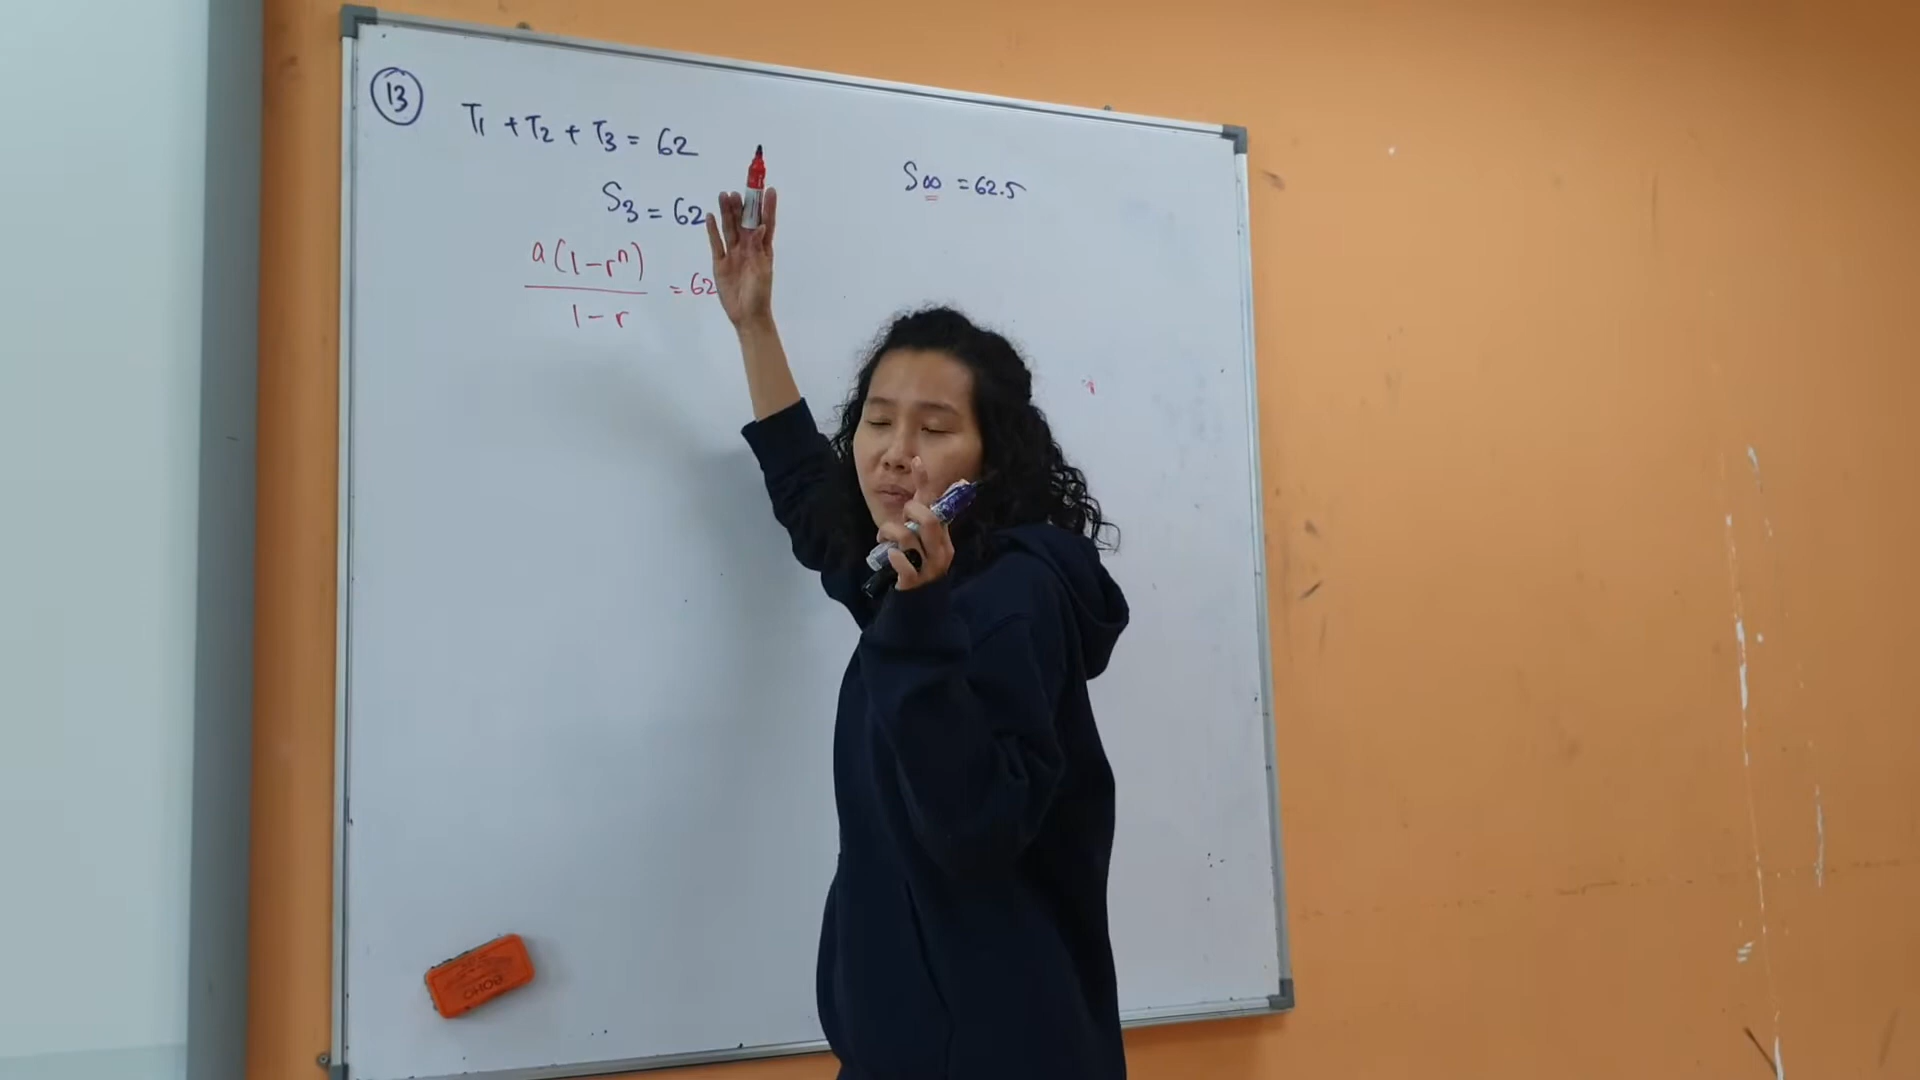 13
T1 + T2 + T3 = 62
S∞ = 62.5
S3 = 62
a(1-rⁿ)
= 62
1-r